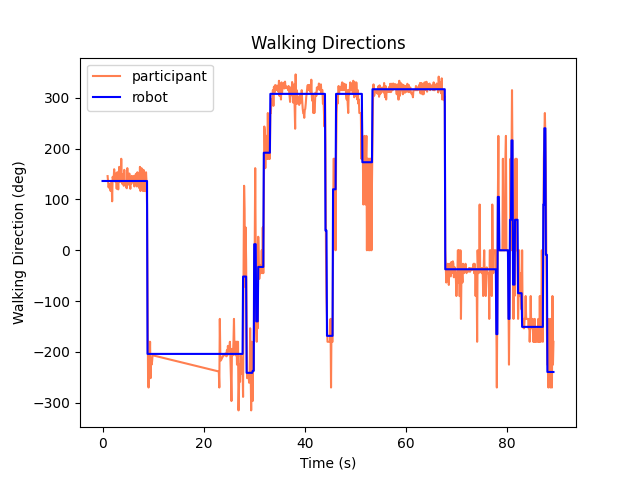 Walking Directions
participant
robot
Walking Direction (deg)
300
200
100
0
−100
−200
−300
0
20
40
60
80
Time (s)